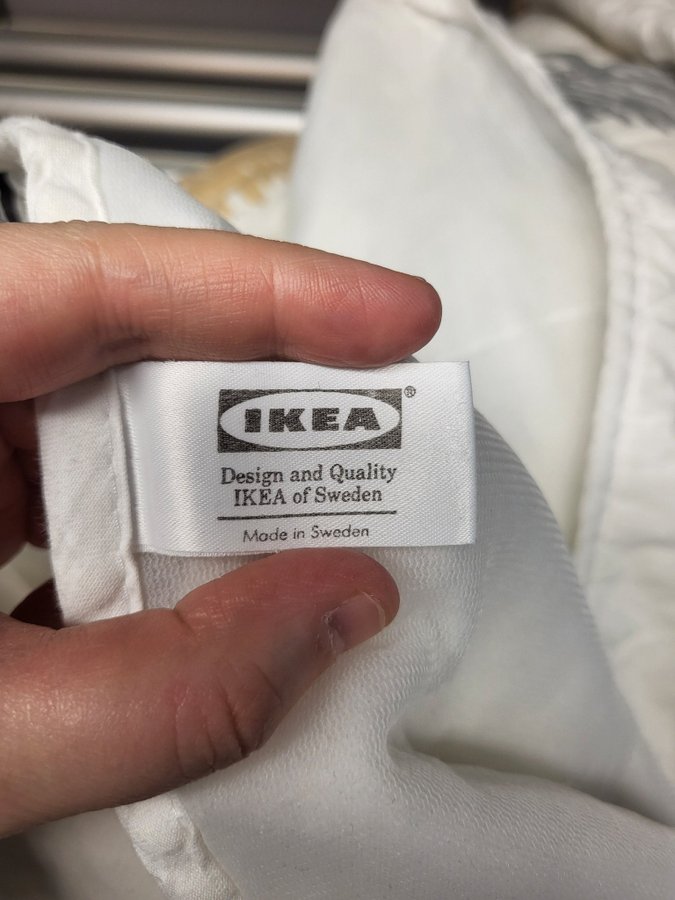 IKEA®
Design and Quality
IKEA of Sweden
Made in Sweden